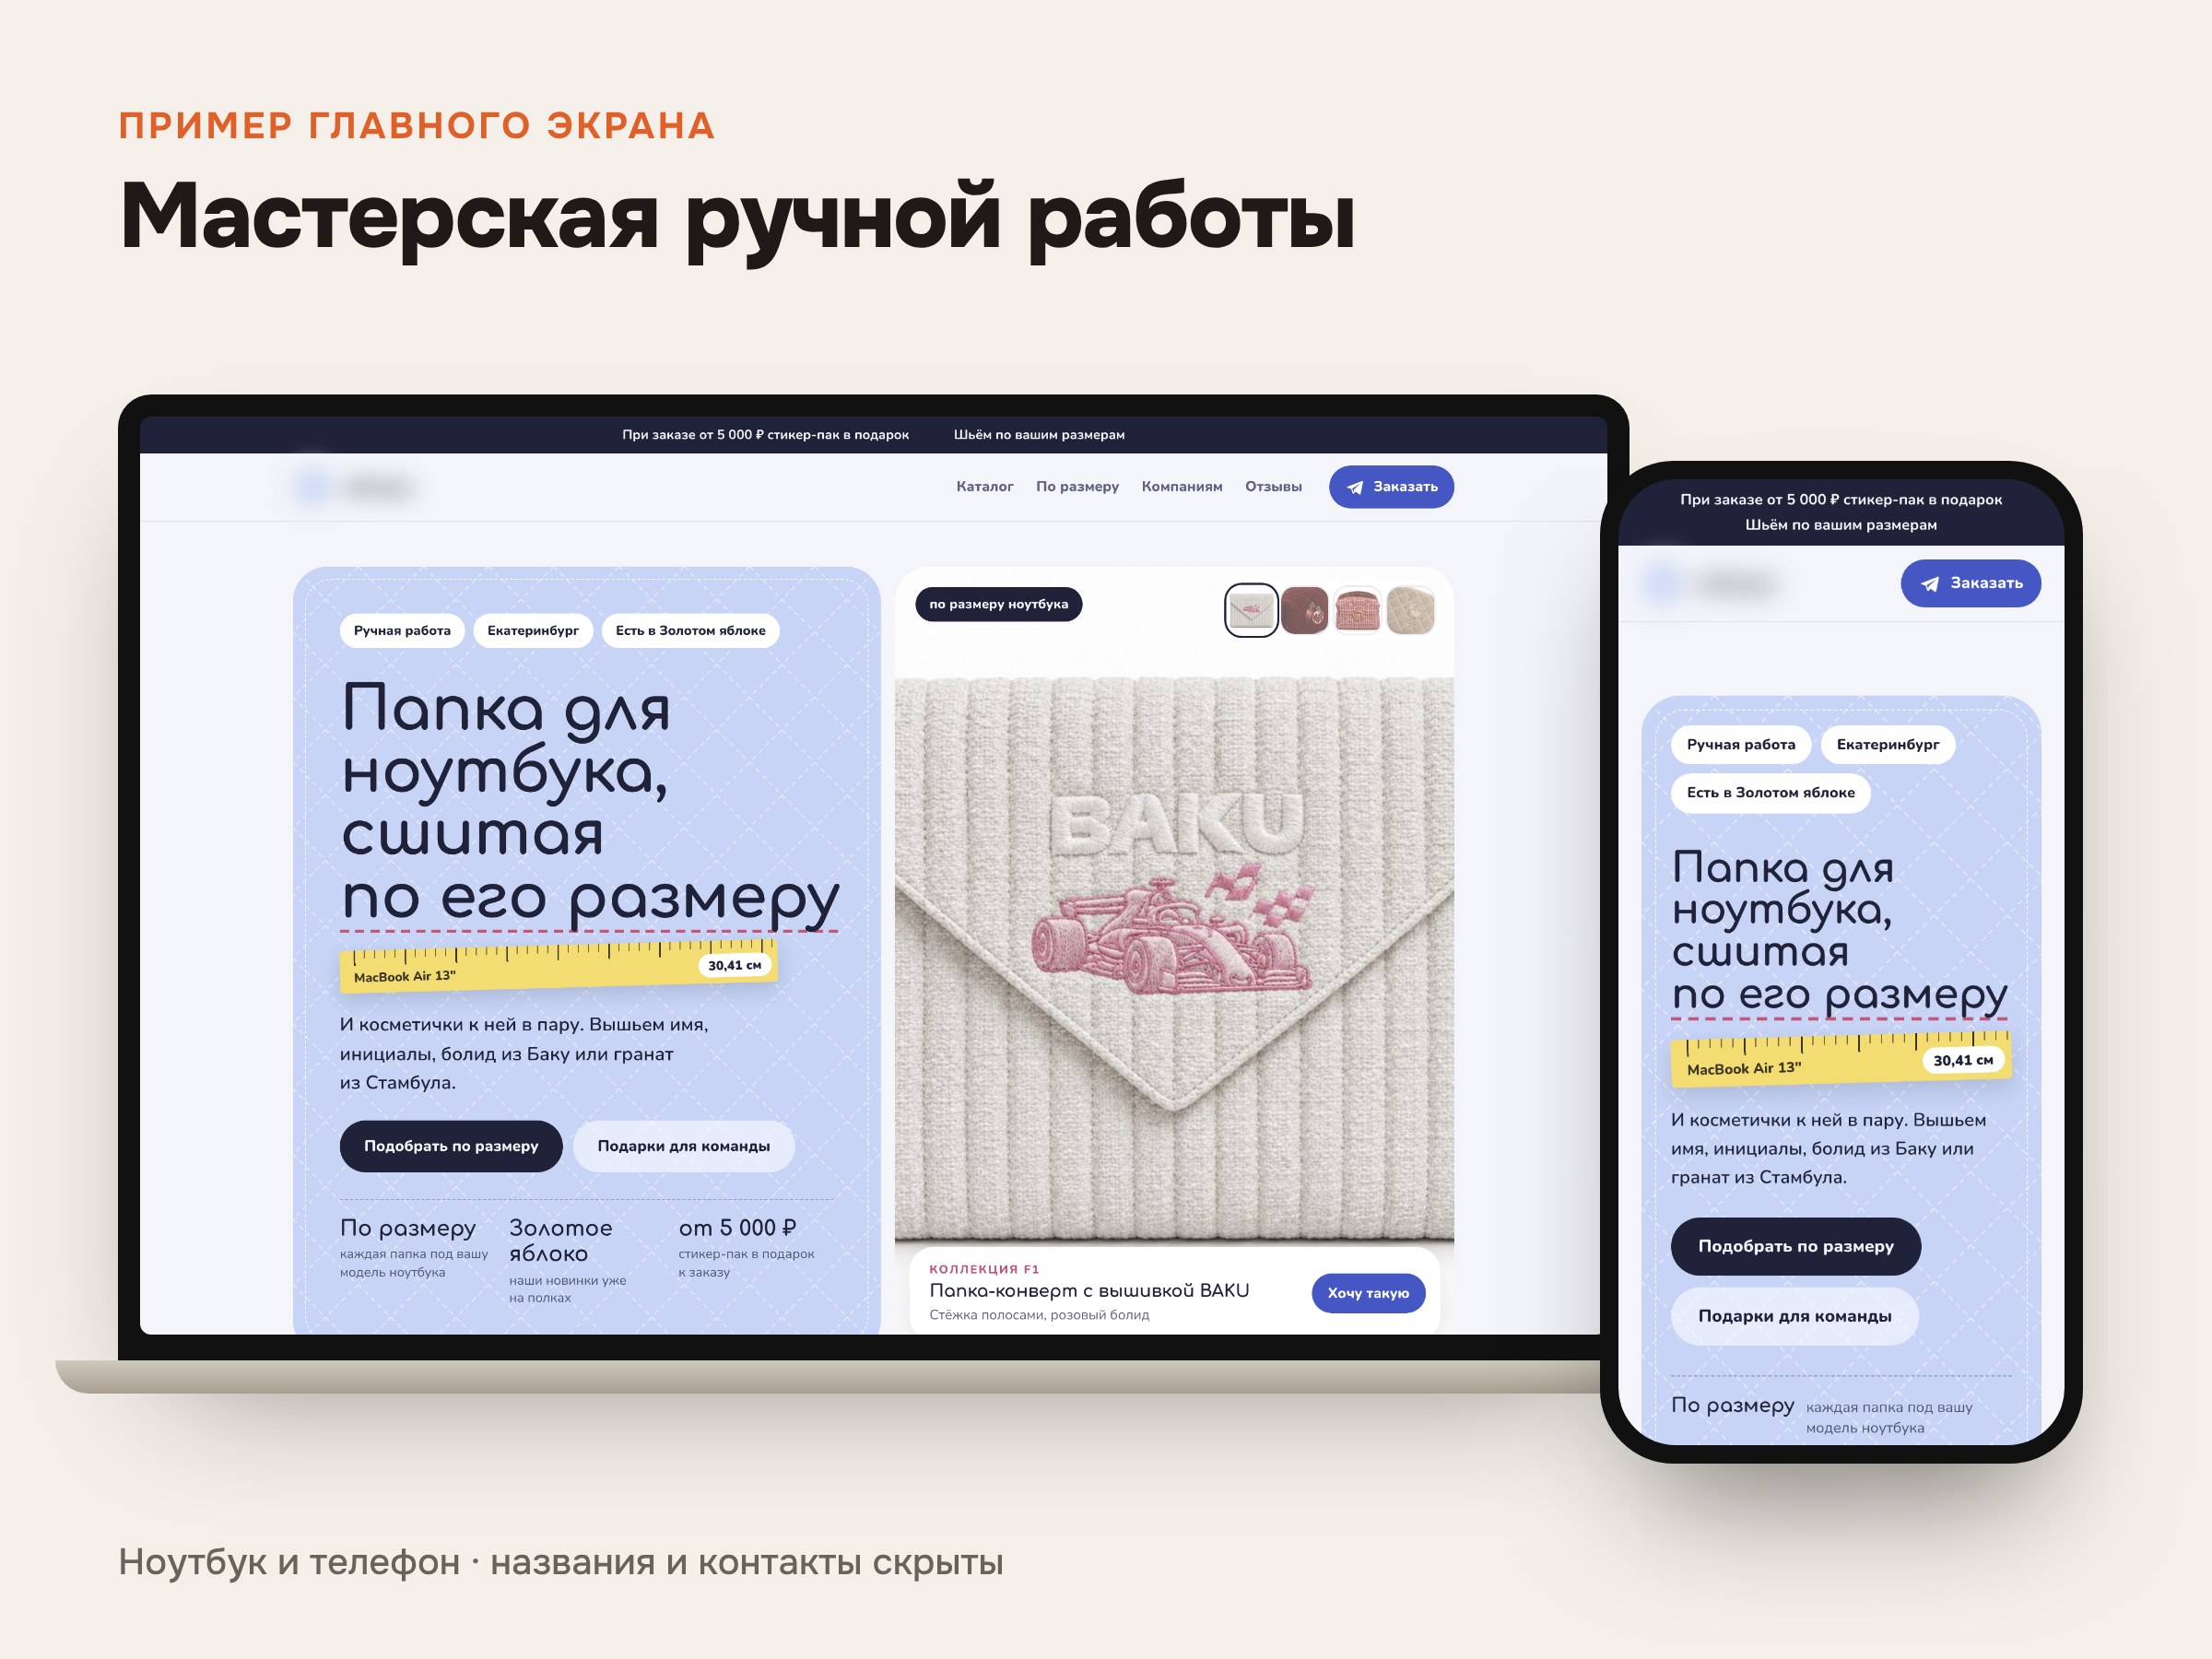 ПРИМЕР ГЛАВНОГО ЭКРАНА
Мастерская ручной работы
При заказе от 5 000 ₽ стикер-пак в подарок
Шьём по вашим размерам
Каталог
По размеру
Компаниям
Отзывы
Заказать
Ручная работа
Екатеринбург
Есть в Золотом яблоке
Папка для
ноутбука,
сшитая
по его размеру
MacBook Air 13"
30,41 см
И косметички к ней в пару. Вышьем имя,
инициалы, болид из Баку или гранат
из Стамбула.
Подобрать по размеру
Подарки для команды
По размеру
каждая папка под вашу
модель ноутбука
Золотое
яблоко
наши новинки уже
на полках
от 5 000 ₽
стикер-пак в подарок
к заказу
по размеру ноутбука
BAKU
КОЛЛЕКЦИЯ F1
Папка-конверт с вышивкой BAKU
Стёжка полосами, розовый болид
Хочу такую
При заказе от 5 000 ₽ стикер-пак в подарок
Шьём по вашим размерам
Заказать
Ручная работа
Екатеринбург
Есть в Золотом яблоке
Папка для
ноутбука,
сшитая
по его размеру
MacBook Air 13"
30,41 см
И косметички к ней в пару. Вышьем
имя, инициалы, болид из Баку или
гранат из Стамбула.
Подобрать по размеру
Подарки для команды
По размеру
каждая папка под вашу
модель ноутбука
Ноутбук и телефон · названия и контакты скрыты